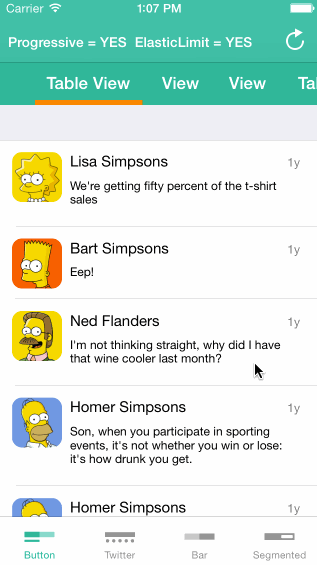 Carrier 1:07 PM
Progressive = YES ElasticLimit = YES
Table View View View Ta
Lisa Simpsons 1y
We're getting fifty percent of the t-shirt
sales
Bart Simpsons 1y
Eep!
Ned Flanders 1y
I'm not thinking straight, why did I have
that wine cooler last month?
Homer Simpsons 1y
Son, when you participate in sporting
events, it's not whether you win or lose:
it's how drunk you get.
Homer Simpsons 1y
Button Twitter Bar Segmented